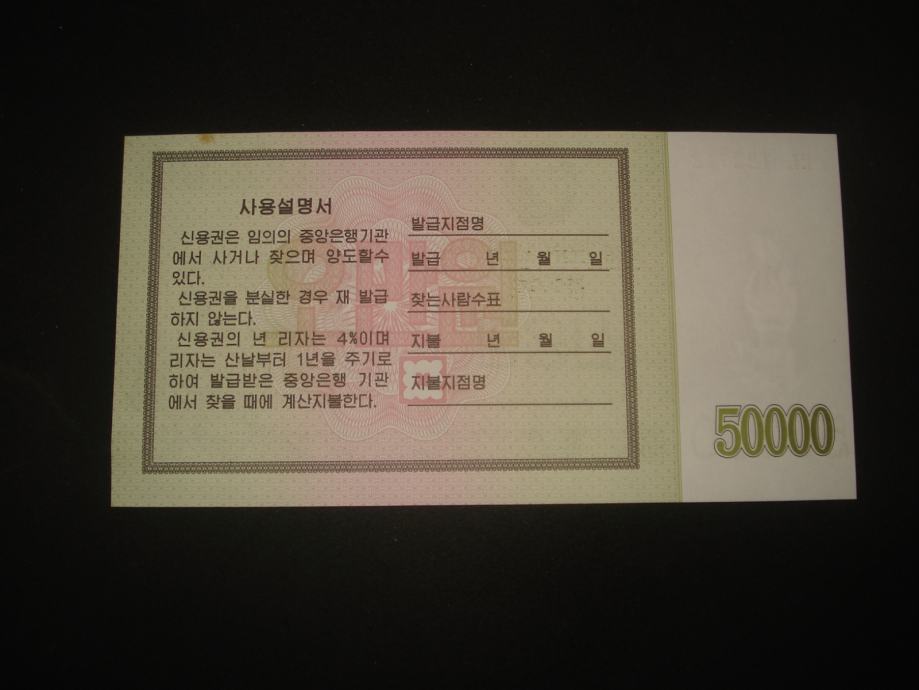 사용설명서
신용권은 임의의 중앙은행기관
에서 사거나 찾으며 양도할수
있다.
신용권을 분실한 경우 재 발급
하지 않는다.
신용권의 년 리자는 4%이며
리자는 산날부터 1년을 주기로
하여 발급받은 중앙은행 기관
에서 찾을 때에 계산지불한다.
발급지점명
발급 년 월 일
찾는사람수표
지불 년 월 일
지불지점명
50000